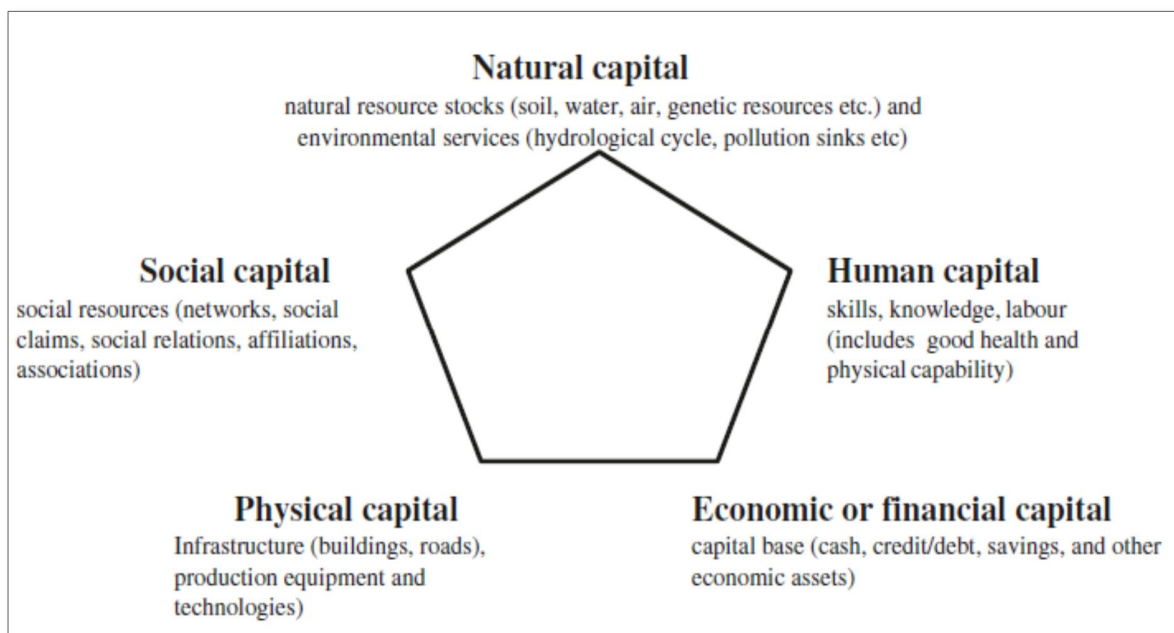 Natural capital
natural resource stocks (soil, water, air, genetic resources etc.) and
environmental services (hydrological cycle, pollution sinks etc)
Social capital
social resources (networks, social
claims, social relations, affiliations,
associations)
Human capital
skills, knowledge, labour
(includes good health and
physical capability)
Physical capital
Infrastructure (buildings, roads),
production equipment and
technologies)
Economic or financial capital
capital base (cash, credit/debt, savings, and other
economic assets)